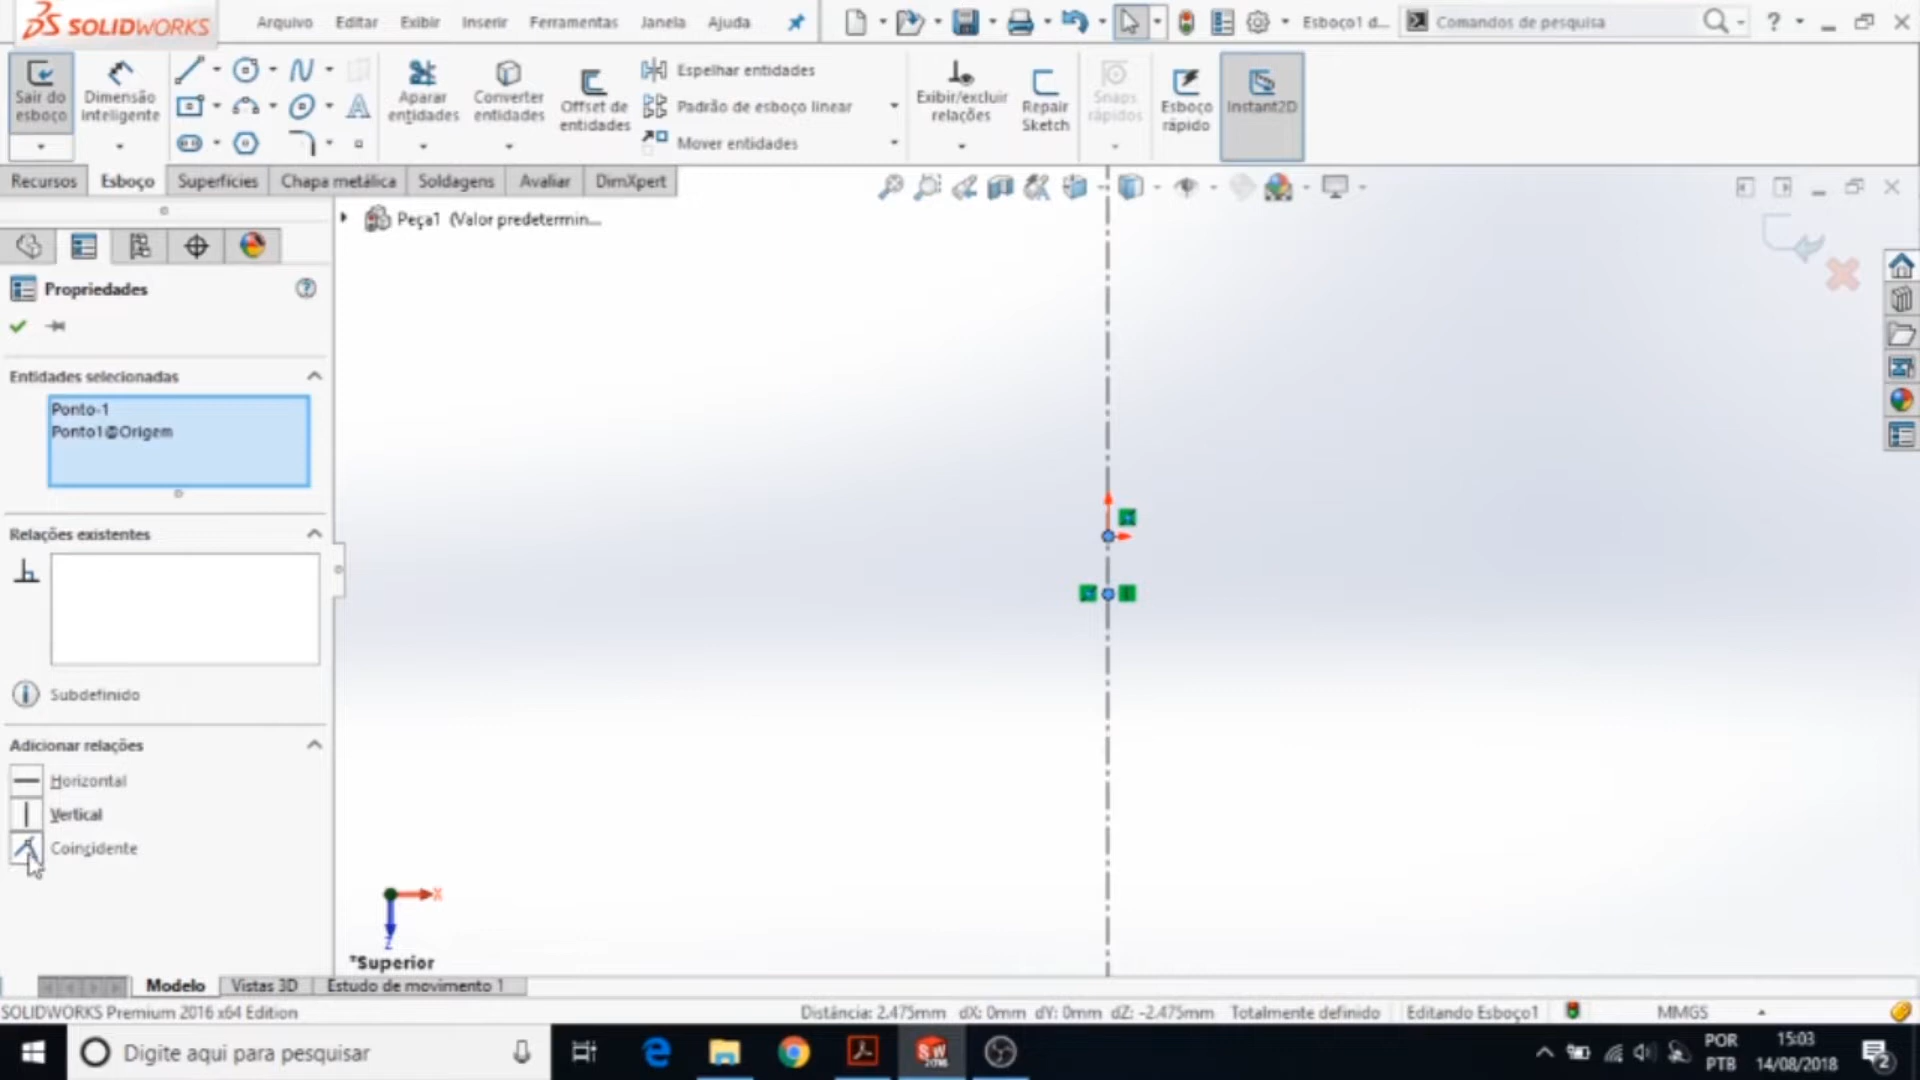 SOLIDWORKS
Arquivo Editar Exibir Inserir Ferramentas Janela Ajuda
Esboço1 d...
Comandos de pesquisa
?
Sair do esboço
Dimensão inteligente
Aparar entidades
Converter entidades
Offset de entidades
Espelhar entidades
Padrão de esboço linear
Mover entidades
Exibir/excluir relações
Repair Sketch
Snaps rápidos
Esboço rápido
Instant2D
Recursos Esboço Superfícies Chapa metálica Soldagens Avaliar DimXpert
Peça1 (Valor predetermin...
Propriedades
Entidades selecionadas
Ponto-1
Ponto1@Origem
Relações existentes
Subdefinido
Adicionar relações
Horizontal
Vertical
Coincidente
X
Z
*Superior
Modelo Vistas 3D Estudo de movimento 1
SOLIDWORKS Premium 2016 x64 Edition
Distância: 2.475mm dX: 0mm dY: 0mm dZ: -2.475mm Totalmente definido Editando Esboço1 MMGS
Digite aqui para pesquisar
SW
2016
POR
PTB
15:03
14/08/2018
2